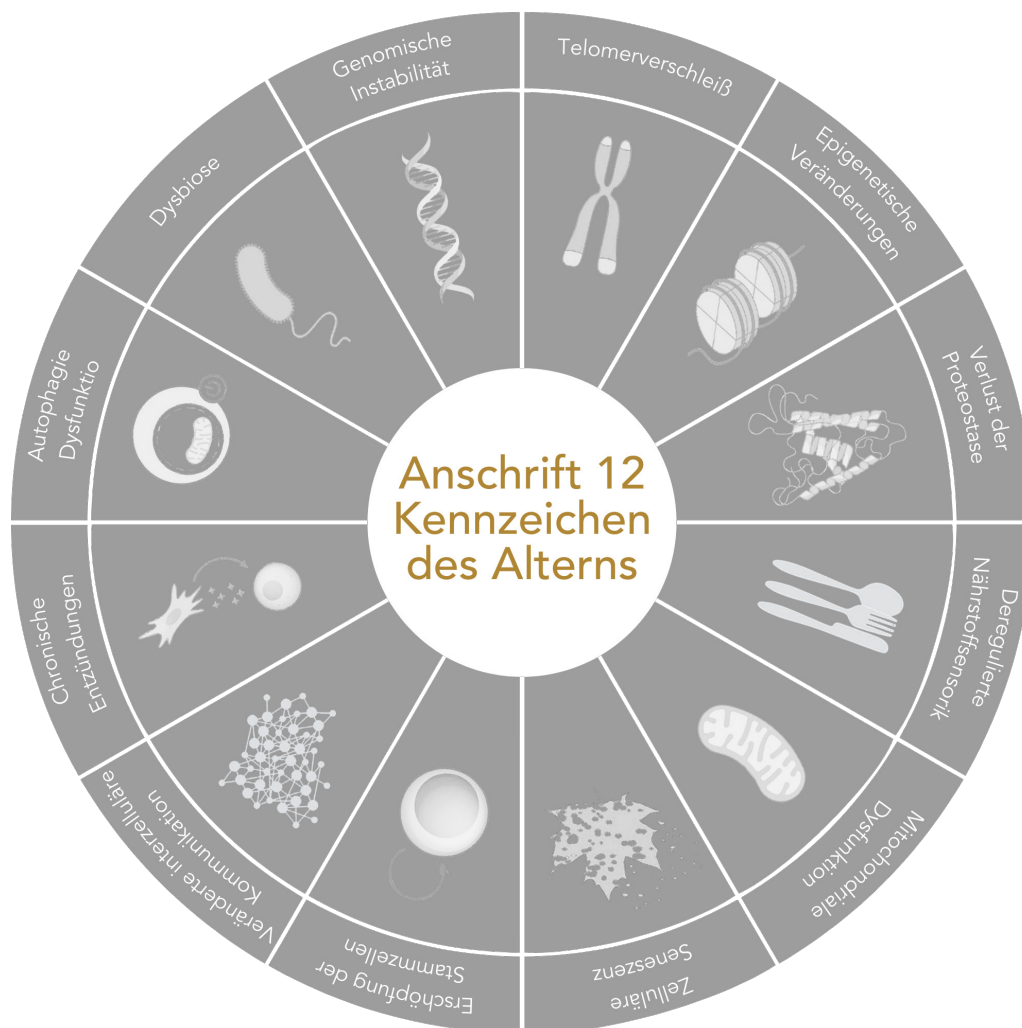 Genomische
Instabilität
Telomerverschleiß
Epigenetische
Veränderungen
Verlust der
Proteostase
Deregulierte
Nährstoffsensorik
Mitochondriale
Dysfunktion
Zelluläre
Seneszenz
Erschöpfung der
Stammzellen
Veränderte interzelluläre
Kommunikation
Chronische
Entzündungen
Autophagie
Dysfunktio
Dysbiose
Anschrift 12
Kennzeichen
des Alterns